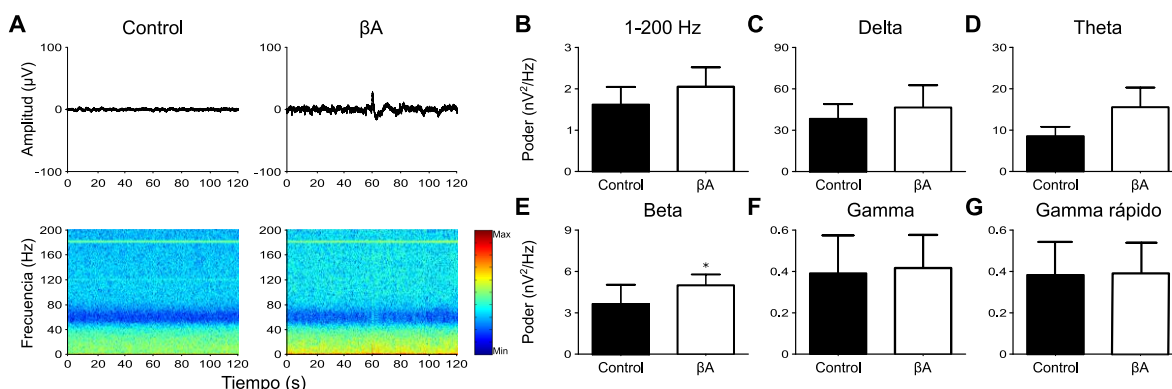 A
Control
βA
Amplitud (µV)
100
0
-100
0 20 40 60 80 100 120
100
0
-100
0 20 40 60 80 100 120
Frecuencia (Hz)
200
160
120
80
40
0
0 20 40 60 80 100 120
200
160
120
80
40
0
0 20 40 60 80 100 120
Max
Min
Tiempo (s)
B
1-200 Hz
Poder (nV²/Hz)
3
2
1
0
Control βA
C
Delta
90
60
30
0
Control βA
D
Theta
30
20
10
0
Control βA
E
Beta
Poder (nV²/Hz)
9
6
3
0
*
Control βA
F
Gamma
0.6
0.4
0.2
0
Control βA
G
Gamma rápido
0.6
0.4
0.2
0
Control βA